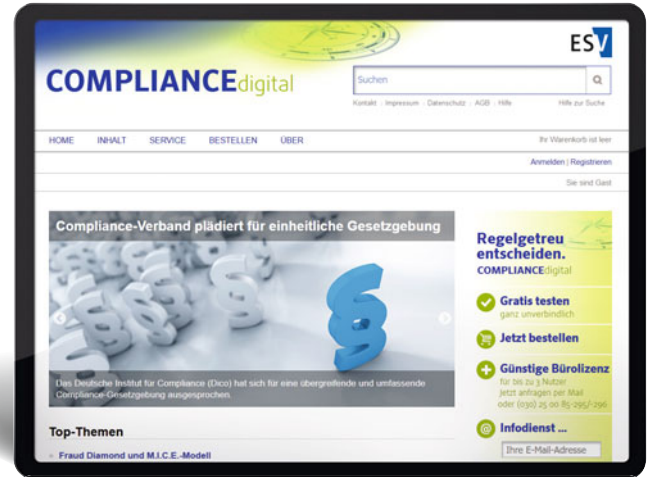 ESV
COMPLIANCEdigital
Suchen
Kontakt | Impressum | Datenschutz | AGB | Hilfe
Hilfe zur Suche
HOME INHALT SERVICE BESTELLEN ÜBER
Ihr Warenkorb ist leer
Anmelden | Registrieren
Sie sind Gast
Compliance-Verband plädiert für einheitliche Gesetzgebung
Das Deutsche Institut für Compliance (Dico) hat sich für eine übergreifende und umfassende
Compliance-Gesetzgebung ausgesprochen.
Top-Themen
Fraud Diamond und M.I.C.E.-Modell
Regelgetreu
entscheiden.
COMPLIANCEdigital
Gratis testen
ganz unverbindlich
Jetzt bestellen
Günstige Bürolizenz
für bis zu 3 Nutzer
Jetzt anfragen per Mail
oder (030) 25 00 85-295/-296
Infodienst ...
Ihre E-Mail-Adresse